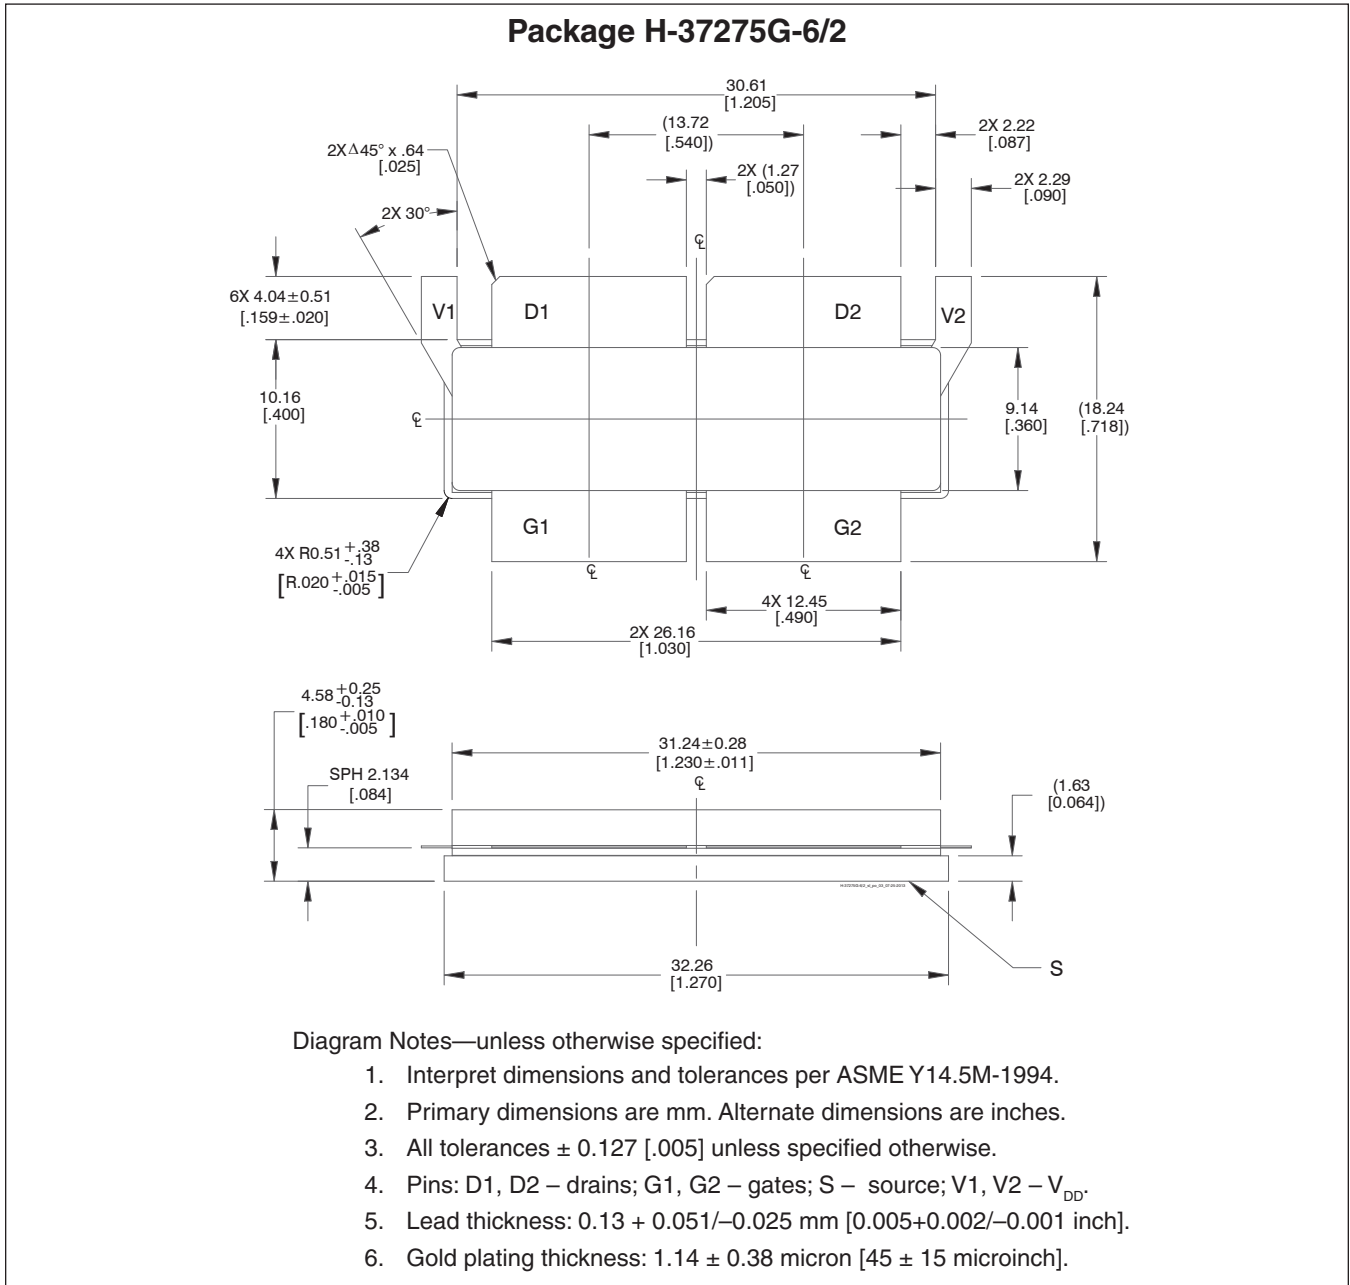 Package H-37275G-6/2
30.61
[1.205]
(13.72
[.540])
2X 2.22
[.087]
2X Δ45° x .64
[.025]
2X (1.27
[.050])
2X 2.29
[.090]
2X 30°
℄
6X 4.04±0.51
[.159±.020]
V1
D1
D2
V2
10.16
[.400]
℄
9.14
[.360]
(18.24
[.718])
G1
G2
4X R0.51 +.38
-.13
[R.020 +.015
-.005]
℄
℄
4X 12.45
[.490]
2X 26.16
[1.030]
4.58 +0.25
-0.13
[.180 +.010
-.005]
31.24±0.28
[1.230±.011]
℄
SPH 2.134
[.084]
(1.63
[0.064])
32.26
[1.270]
S
Diagram Notes—unless otherwise specified:
1. Interpret dimensions and tolerances per ASME Y14.5M-1994.
2. Primary dimensions are mm. Alternate dimensions are inches.
3. All tolerances ± 0.127 [.005] unless specified otherwise.
4. Pins: D1, D2 – drains; G1, G2 – gates; S – source; V1, V2 – VDD.
5. Lead thickness: 0.13 + 0.051/–0.025 mm [0.005+0.002/–0.001 inch].
6. Gold plating thickness: 1.14 ± 0.38 micron [45 ± 15 microinch].